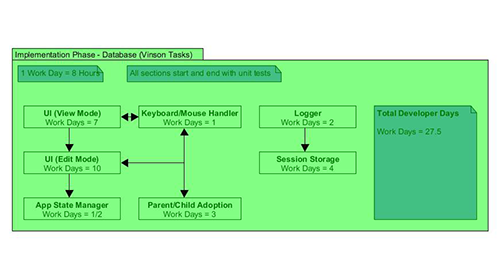 Implementation Phase - Database (Vinson Tasks)
1 Work Day = 8 Hours
All sections start and end with unit tests
UI (View Mode)
Work Days = 7
Keyboard/Mouse Handler
Work Days = 1
Logger
Work Days = 2
Total Developer Days
Work Days = 27.5
UI (Edit Mode)
Work Days = 10
Session Storage
Work Days = 4
App State Manager
Work Days = 1/2
Parent/Child Adoption
Work Days = 3